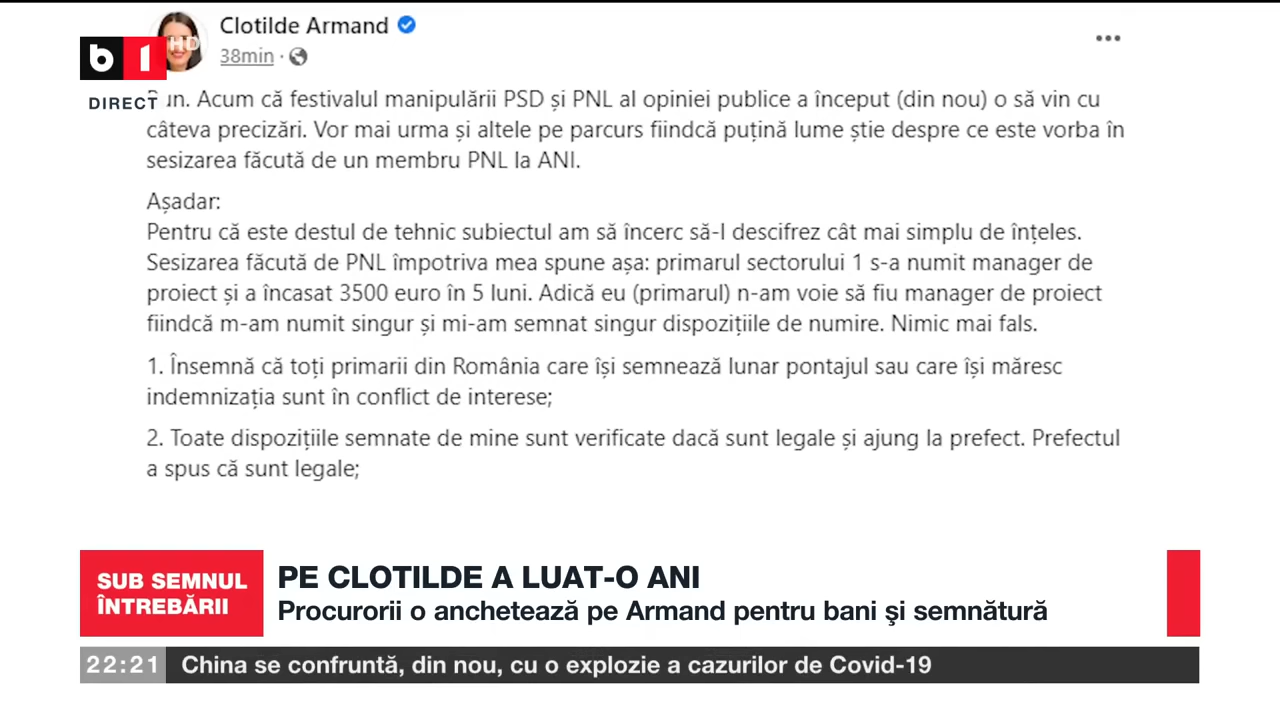 Clotilde Armand
b1 HD
38min
DIRECT
un. Acum că festivalul manipulării PSD și PNL al opiniei publice a început (din nou) o să vin cu
câteva precizări. Vor mai urma și altele pe parcurs fiindcă puțină lume știe despre ce este vorba în
sesizarea făcută de un membru PNL la ANI.
Așadar:
Pentru că este destul de tehnic subiectul am să încerc să-l descifrez cât mai simplu de înțeles.
Sesizarea făcută de PNL împotriva mea spune așa: primarul sectorului 1 s-a numit manager de
proiect și a încasat 3500 euro în 5 luni. Adică eu (primarul) n-am voie să fiu manager de proiect
fiindcă m-am numit singur și mi-am semnat singur dispozițiile de numire. Nimic mai fals.
1. Însemnă că toți primarii din România care își semnează lunar pontajul sau care își măresc
indemnizația sunt în conflict de interese;
2. Toate dispozițiile semnate de mine sunt verificate dacă sunt legale și ajung la prefect. Prefectul
a spus că sunt legale;
SUB SEMNUL
ÎNTREBĂRII
PE CLOTILDE A LUAT-O ANI
Procurorii o anchetează pe Armand pentru bani şi semnătură
22:21 China se confruntă, din nou, cu o explozie a cazurilor de Covid-19